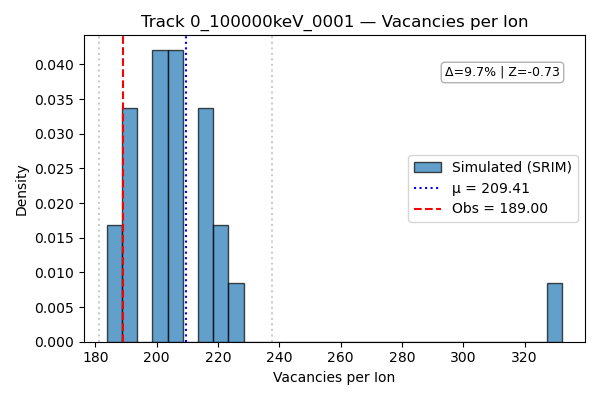 Track 0_100000keV_0001 — Vacancies per Ion
Δ=9.7% | Z=-0.73
Simulated (SRIM)
μ = 209.41
Obs = 189.00
Density
0.040
0.035
0.030
0.025
0.020
0.015
0.010
0.005
0.000
180 200 220 240 260 280 300 320
Vacancies per Ion